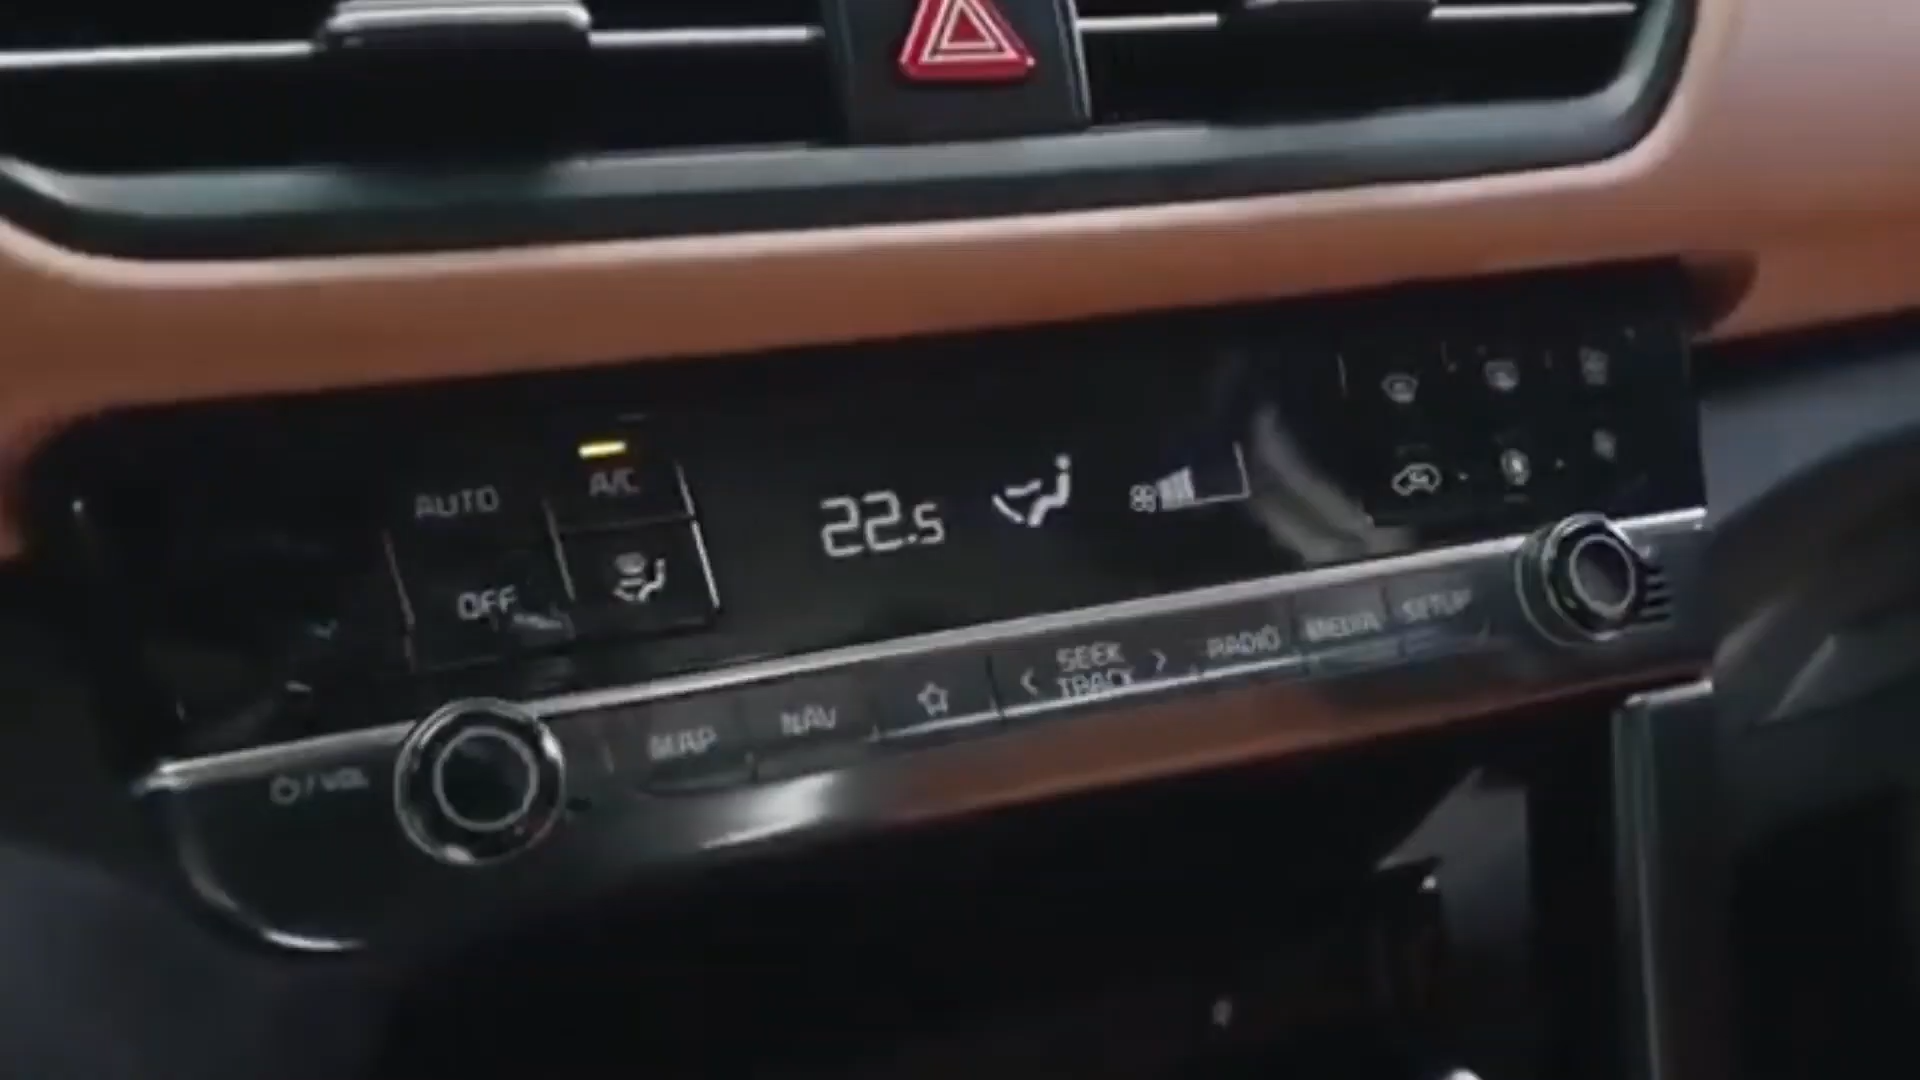 AUTO
A/C
OFF
22.5
/ VOL
MAP
NAV
< SEEK TRACK >
RADIO
MEDIA
SETUP